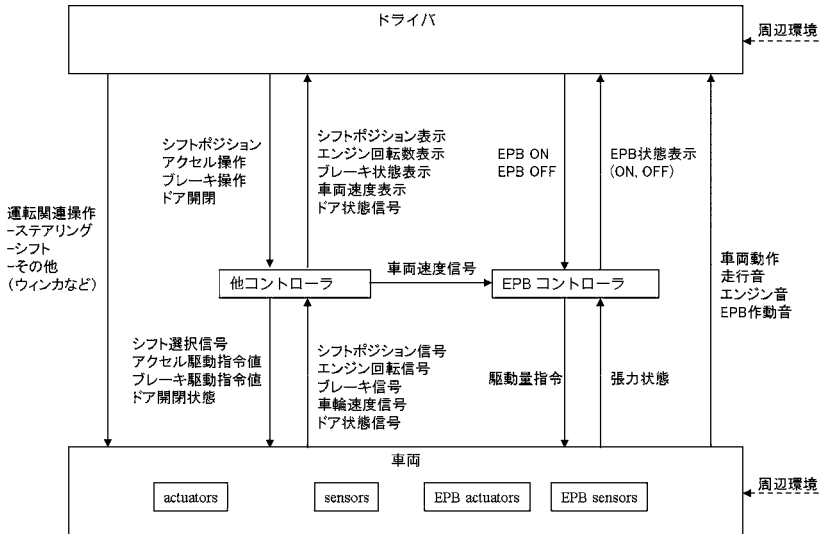 ドライバ
周辺環境
シフトポジション
アクセル操作
ブレーキ操作
ドア開閉
シフトポジション表示
エンジン回転数表示
ブレーキ状態表示
車両速度表示
ドア状態信号
EPB ON
EPB OFF
EPB状態表示
(ON, OFF)
運転関連操作
-ステアリング
-シフト
-その他
(ウィンカなど)
車両動作
走行音
エンジン音
EPB作動音
他コントローラ
車両速度信号
EPB コントローラ
シフト選択信号
アクセル駆動指令値
ブレーキ駆動指令値
ドア開閉状態
シフトポジション信号
エンジン回転信号
ブレーキ信号
車輪速度信号
ドア状態信号
駆動量指令
張力状態
車両
actuators
sensors
EPB actuators
EPB sensors
周辺環境